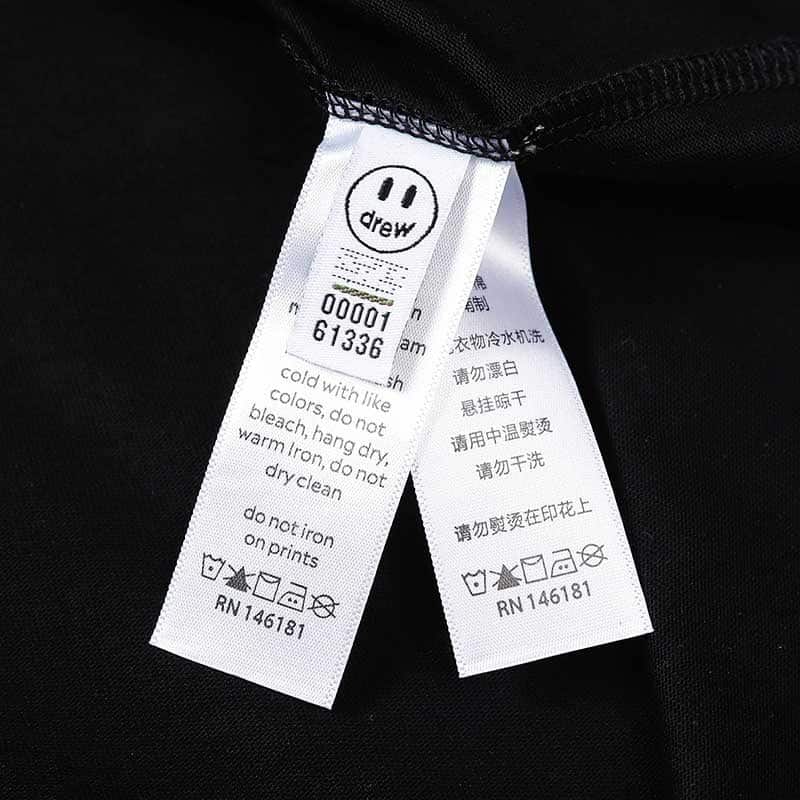 drew
00001
61336
cold with like
colors, do not
bleach, hang dry,
warm Iron, do not
dry clean
do not iron
on prints
RN 146181
棉
南制
衣物冷水机洗
请勿漂白
悬挂晾干
请用中温熨烫
请勿干洗
请勿熨烫在印花上
RN 146181